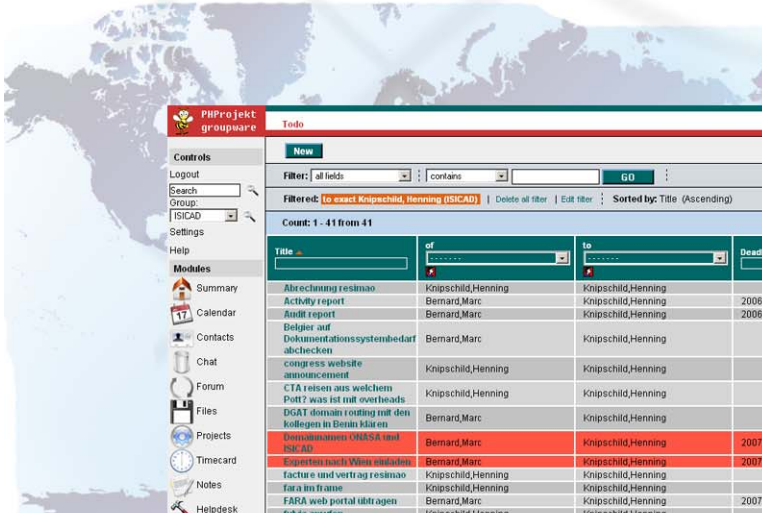 PHProjekt
groupware
Todo
Controls
New
Logout
Filter: all fields contains GO
Search
Group:
Filtered: to exact Knipschild, Henning (ISICAD) | Delete all filter | Edit filter Sorted by: Title (Ascending)
ISICAD
Count: 1 - 41 from 41
Settings
Help
Title of to Dead
------- -------
Modules
Summary
Calendar
Contacts
Chat
Forum
Files
Projects
Timecard
Notes
Helpdesk
Abrechnung resimao Knipschild,Henning Knipschild,Henning
Activity report Bernard,Marc Knipschild,Henning 2006
Audit report Bernard,Marc Knipschild,Henning 2006
Belgier auf
Dokumentationssystembedarf Bernard,Marc Knipschild,Henning
abchecken
congress website
announcement Knipschild,Henning Knipschild,Henning
CTA reisen aus welchem
Pott? was ist mit overheads Knipschild,Henning Knipschild,Henning
DGAT domain routing mit den
kollegen in Benin klären Bernard,Marc Knipschild,Henning
Domainnamen ONASA und
ISICAD Bernard,Marc Knipschild,Henning 2007
Experten nach Wien einladen Bernard,Marc Knipschild,Henning 2007
facture und vertrag resimao Knipschild,Henning Knipschild,Henning
fara im frame Knipschild,Henning Knipschild,Henning
FARA web portal übtragen Bernard,Marc Knipschild,Henning 2007